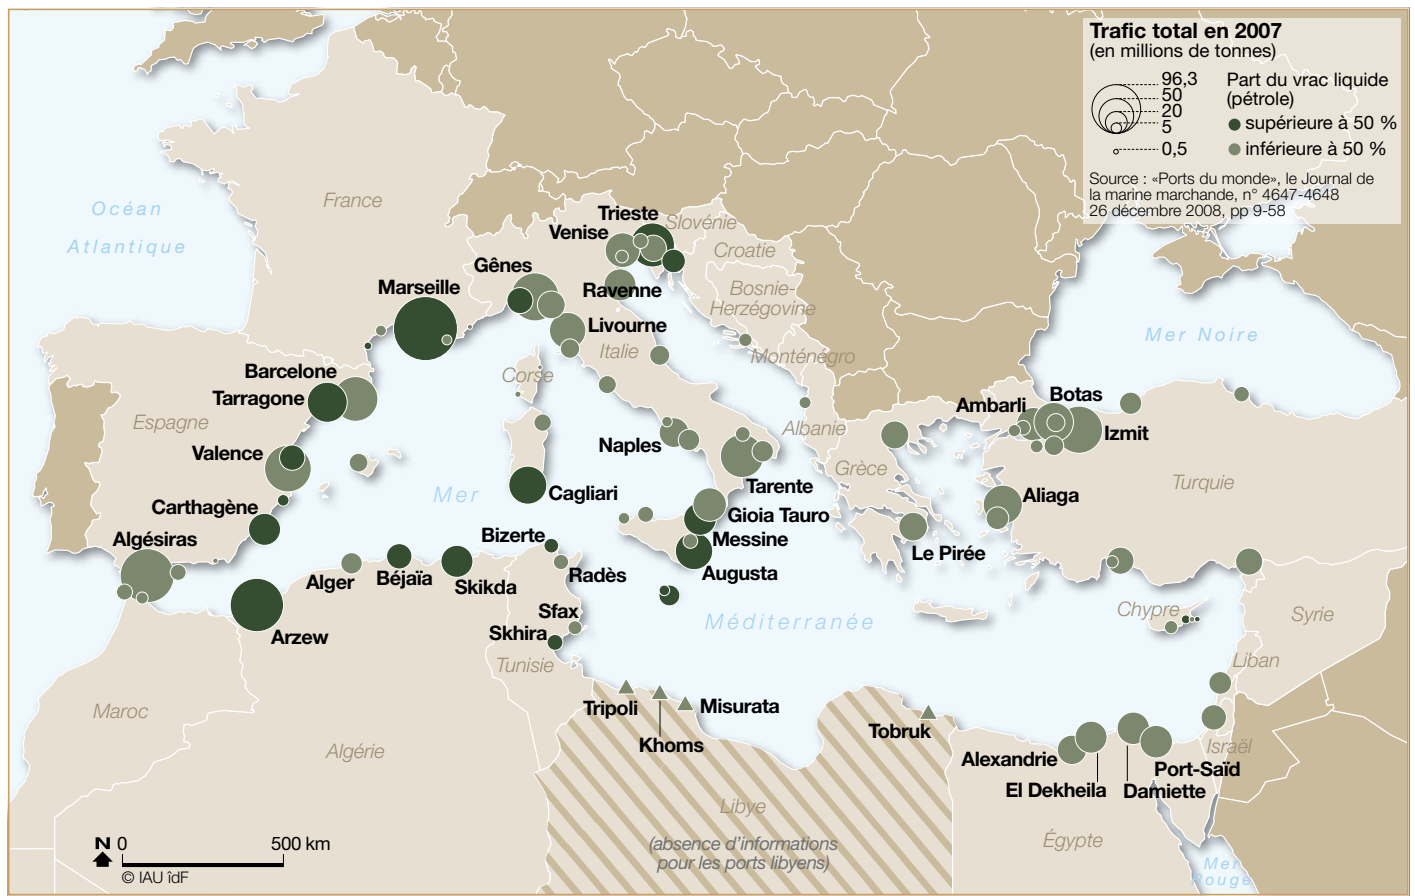 Trafic total en 2007
(en millions de tonnes)
96,3
50
20
5
0,5
Part du vrac liquide
(pétrole)
supérieure à 50 %
inférieure à 50 %
Source : «Ports du monde», le Journal de
la marine marchande, n° 4647-4648
26 décembre 2008, pp 9-58
Océan
Atlantique
France
Trieste
Slovénie
Venise
Croatie
Gênes
Marseille
Ravenne
Bosnie-
Herzégovine
Livourne
Italie
Mer Noire
Monténégro
Corse
Barcelone
Tarragone
Espagne
Botas
Ambarli
Izmit
Albanie
Naples
Valence
Grèce
Turquie
Tarente
Cagliari
Mer
Aliaga
Carthagène
Gioia Tauro
Algésiras
Bizerte
Messine
Le Pirée
Alger
Béjaïa
Skikda
Radès
Augusta
Arzew
Sfax
Skhira
Méditerranée
Chypre
Syrie
Tunisie
Liban
Maroc
Algérie
Tripoli
Misurata
Khoms
Tobruk
Israël
Alexandrie
Port-Saïd
El Dekheila
Damiette
Libye
(absence d'informations
pour les ports libyens)
Égypte
Mer
Rouge
N 0 500 km
© IAU îdF